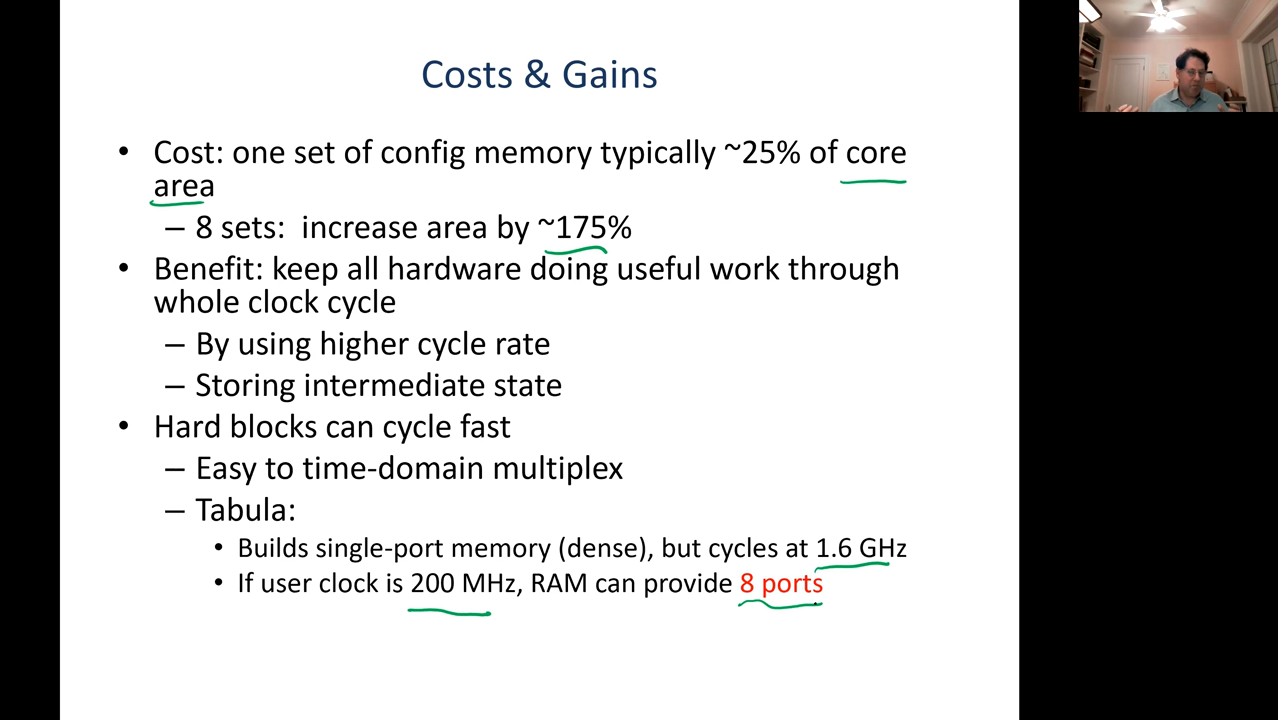 Costs & Gains
• Cost: one set of config memory typically ~25% of core
area
– 8 sets: increase area by ~175%
• Benefit: keep all hardware doing useful work through
whole clock cycle
– By using higher cycle rate
– Storing intermediate state
• Hard blocks can cycle fast
– Easy to time-domain multiplex
– Tabula:
• Builds single-port memory (dense), but cycles at 1.6 GHz
• If user clock is 200 MHz, RAM can provide 8 ports